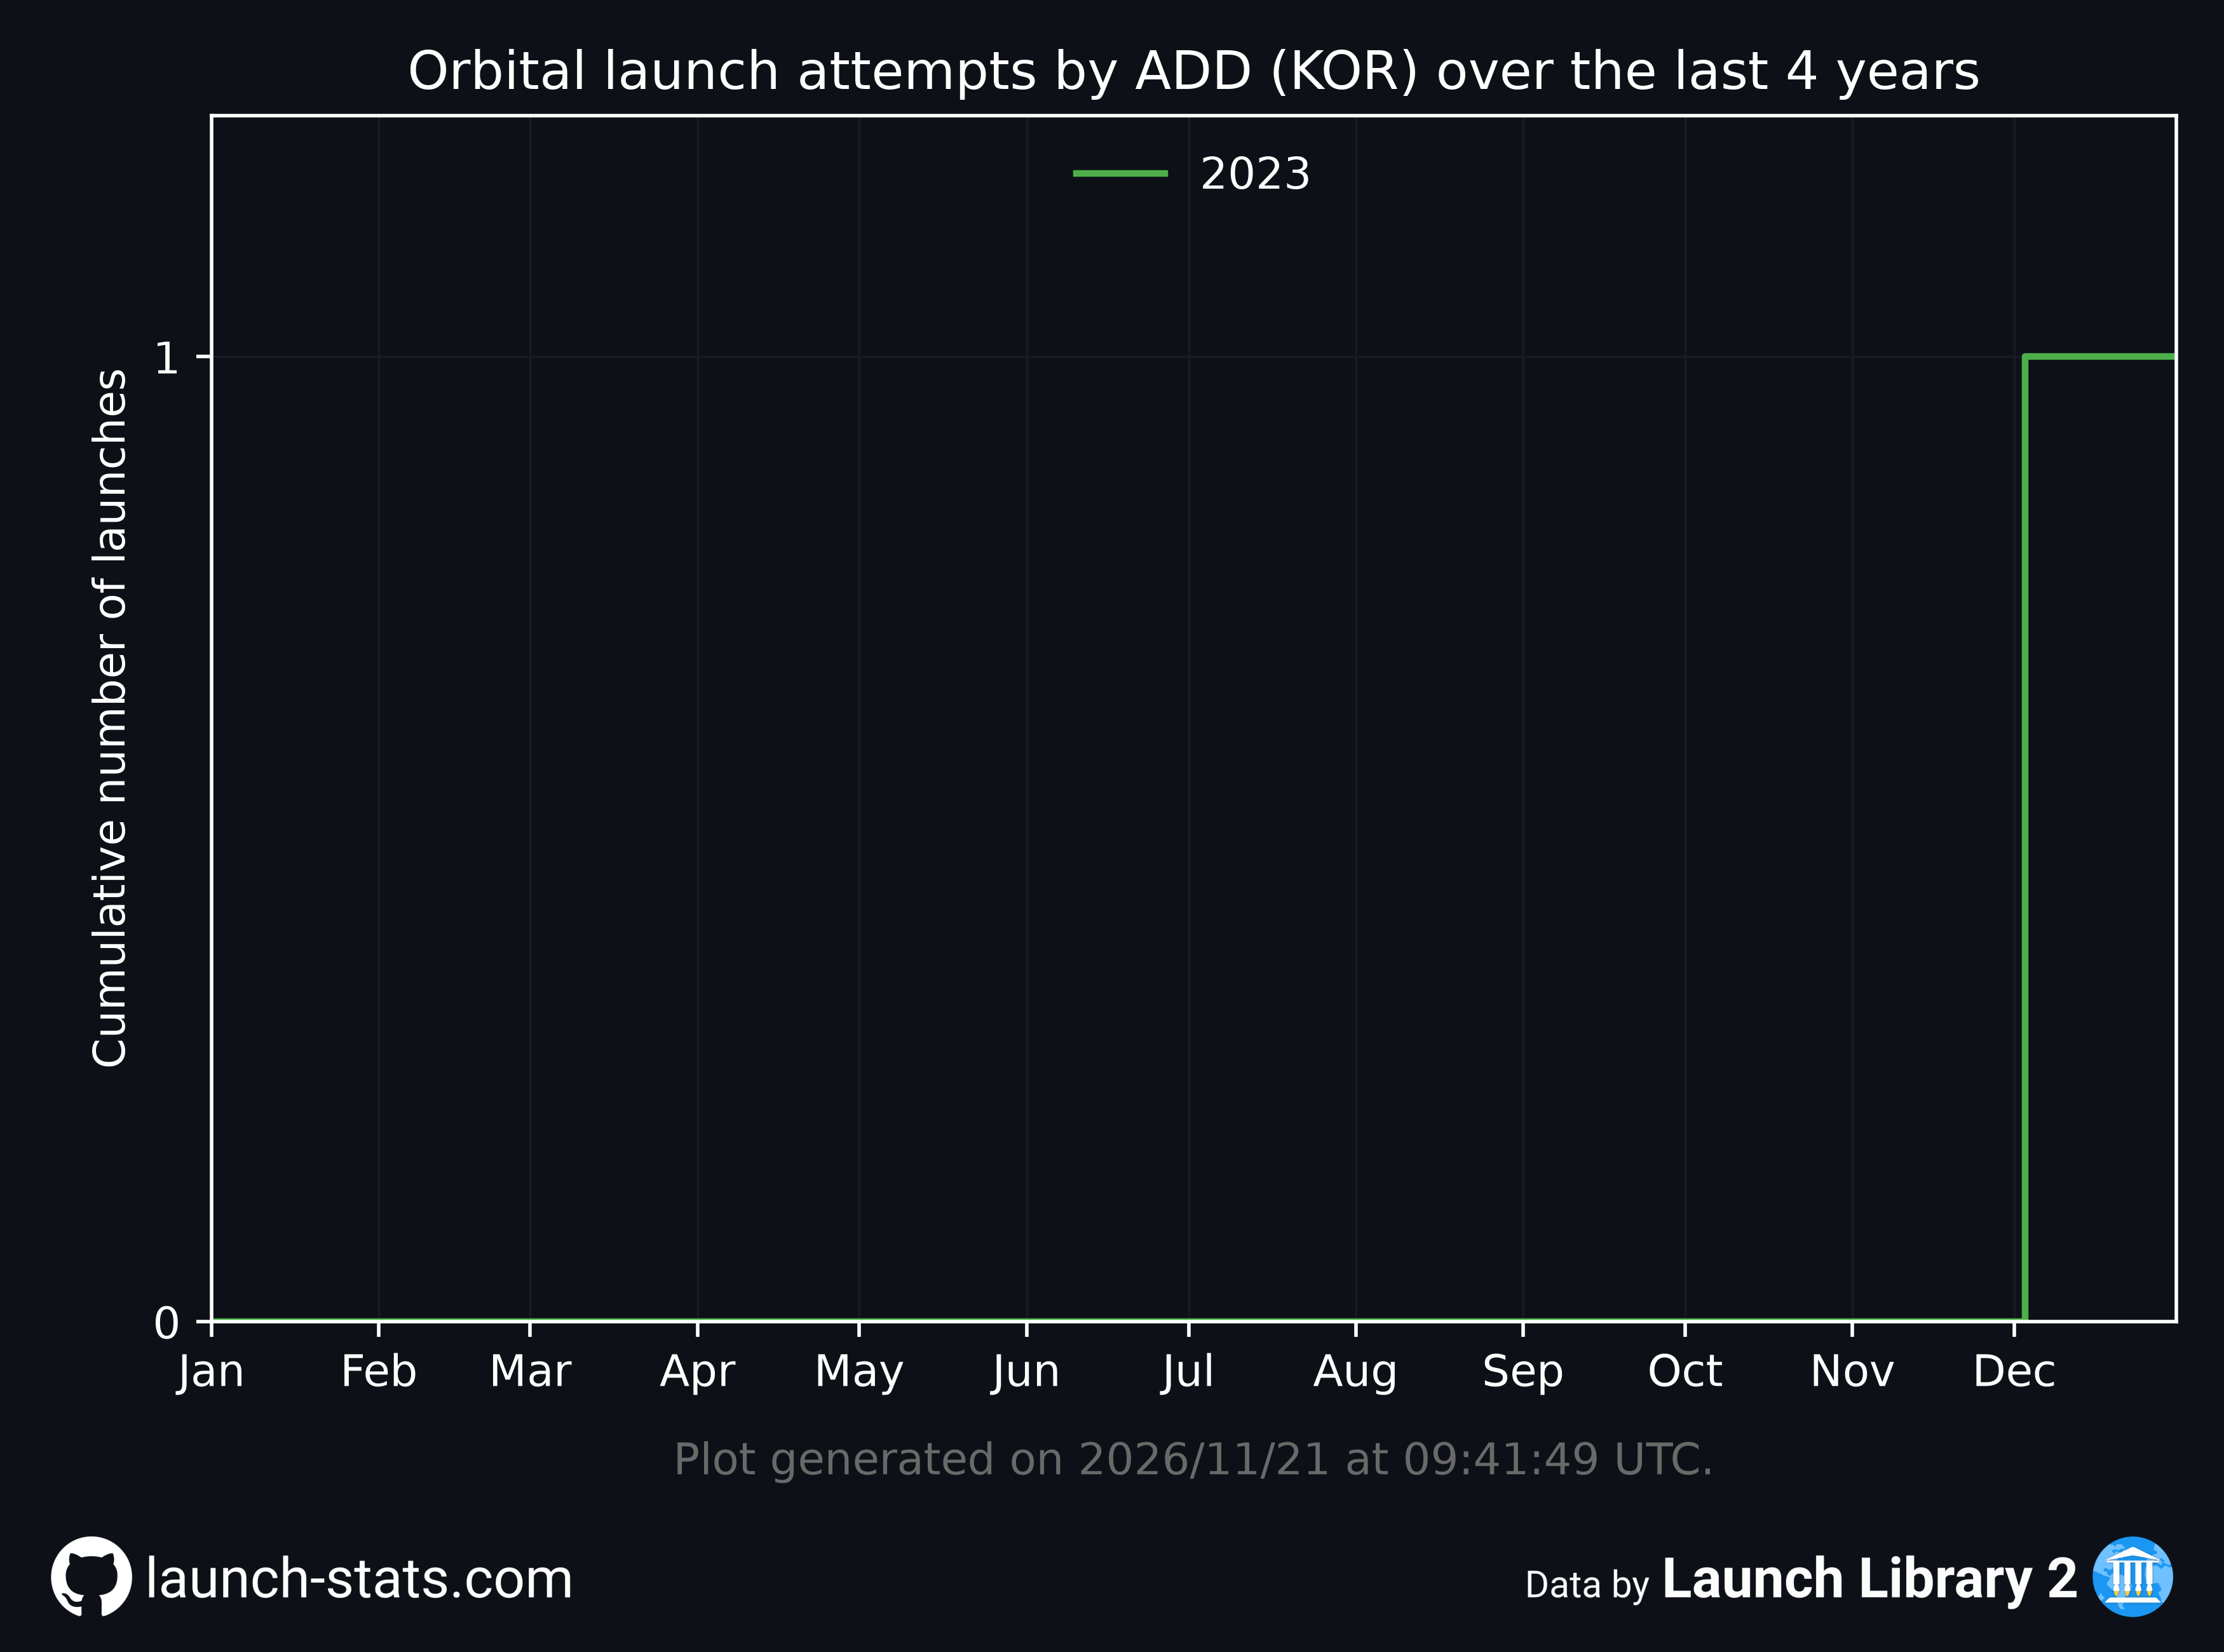 Orbital launch attempts by ADD (KOR) over the last 4 years
2023
Cumulative number of launches
1
0
Jan Feb Mar Apr May Jun Jul Aug Sep Oct Nov Dec
Plot generated on 2026/11/21 at 09:41:49 UTC.
launch-stats.com
Data by Launch Library 2